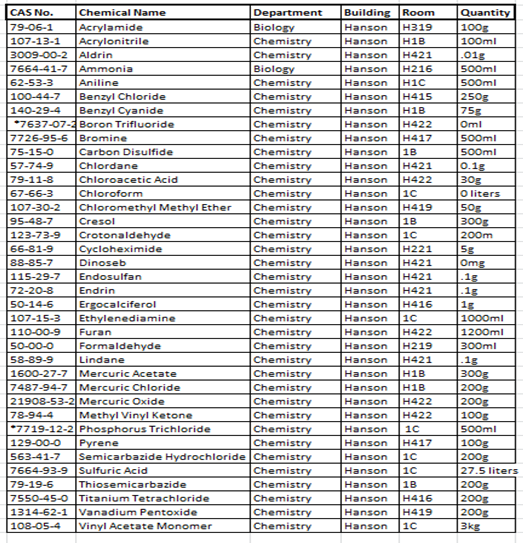 CAS No. Chemical Name Department Building Room Quantity
79-06-1 Acrylamide Biology Hanson H319 100g
107-13-1 Acrylonitrile Chemistry Hanson H1B 100ml
3009-00-2 Aldrin Chemistry Hanson H421 .01g
7664-41-7 Ammonia Biology Hanson H216 500ml
62-53-3 Aniline Chemistry Hanson H1C 500ml
100-44-7 Benzyl Chloride Chemistry Hanson H415 250g
140-29-4 Benzyl Cyanide Chemistry Hanson H1B 75g
*7637-07-2 Boron Trifluoride Chemistry Hanson H422 0ml
7726-95-6 Bromine Chemistry Hanson H417 500ml
75-15-0 Carbon Disulfide Chemistry Hanson 1B 500ml
57-74-9 Chlordane Chemistry Hanson H421 0.1g
79-11-8 Chloroacetic Acid Chemistry Hanson H422 30g
67-66-3 Chloroform Chemistry Hanson 1C 0 liters
107-30-2 Chloromethyl Methyl Ether Chemistry Hanson H419 50g
95-48-7 Cresol Chemistry Hanson 1B 300g
123-73-9 Crotonaldehyde Chemistry Hanson 1C 200m
66-81-9 Cycloheximide Chemistry Hanson H221 5g
88-85-7 Dinoseb Chemistry Hanson H421 0mg
115-29-7 Endosulfan Chemistry Hanson H421 .1g
72-20-8 Endrin Chemistry Hanson H421 .1g
50-14-6 Ergocalciferol Chemistry Hanson H416 1g
107-15-3 Ethylenediamine Chemistry Hanson 1C 1000ml
110-00-9 Furan Chemistry Hanson H422 1200ml
50-00-0 Formaldehyde Chemistry Hanson H219 300ml
58-89-9 Lindane Chemistry Hanson H421 .1g
1600-27-7 Mercuric Acetate Chemistry Hanson H1B 300g
7487-94-7 Mercuric Chloride Chemistry Hanson H1B 200g
21908-53-2 Mercuric Oxide Chemistry Hanson H422 200g
78-94-4 Methyl Vinyl Ketone Chemistry Hanson H422 100g
*7719-12-2 Phosphorus Trichloride Chemistry Hanson 1C 500ml
129-00-0 Pyrene Chemistry Hanson H417 100g
563-41-7 Semicarbazide Hydrochloride Chemistry Hanson 1C 200g
7664-93-9 Sulfuric Acid Chemistry Hanson 1C 27.5 liters
79-19-6 Thiosemicarbazide Chemistry Hanson 1B 200g
7550-45-0 Titanium Tetrachloride Chemistry Hanson H416 200g
1314-62-1 Vanadium Pentoxide Chemistry Hanson H419 200g
108-05-4 Vinyl Acetate Monomer Chemistry Hanson 1C 3kg